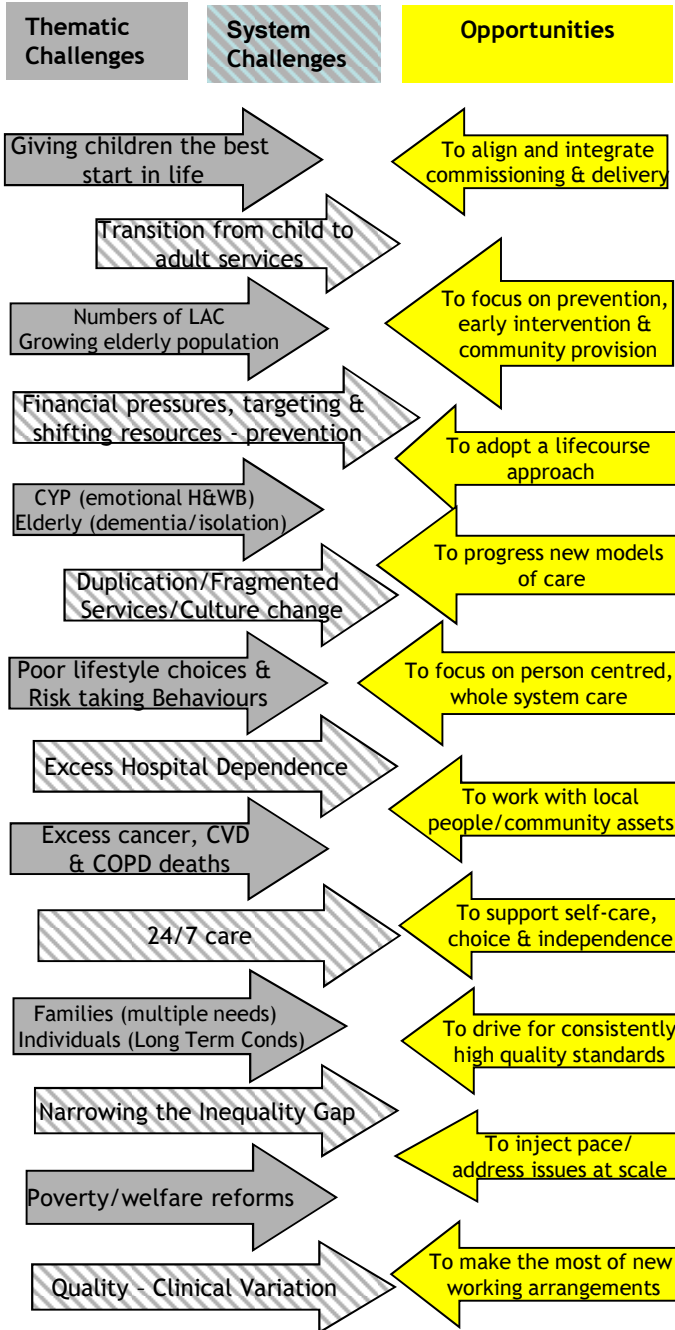 Thematic
Challenges
System
Challenges
Opportunities
Giving children the best
start in life
To align and integrate
commissioning & delivery
Transition from child to
adult services
Numbers of LAC
Growing elderly population
To focus on prevention,
early intervention &
community provision
Financial pressures, targeting &
shifting resources - prevention
To adopt a lifecourse
approach
CYP (emotional H&WB)
Elderly (dementia/isolation)
To progress new models
of care
Duplication/Fragmented
Services/Culture change
Poor lifestyle choices &
Risk taking Behaviours
To focus on person centred,
whole system care
Excess Hospital Dependence
To work with local
people/community assets
Excess cancer, CVD
& COPD deaths
24/7 care
To support self-care,
choice & independence
Families (multiple needs)
Individuals (Long Term Conds)
To drive for consistently
high quality standards
Narrowing the Inequality Gap
To inject pace/
address issues at scale
Poverty/welfare reforms
Quality – Clinical Variation
To make the most of new
working arrangements